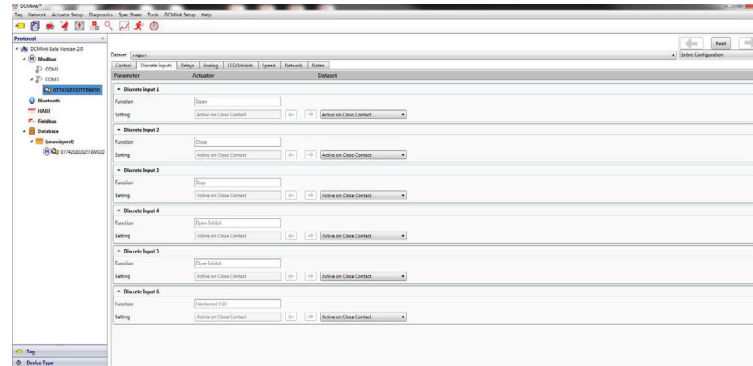 DCMlink™
Tag Network Actuator Setup Diagnostics Spec Sheet Tools DCMlink Setup Help
Protocol
DCMlink Solo Version 2.0
Modbus
COM1
COM3
Bluetooth
HART
Fieldbus
Database
(unassigned)
Tag
Device Type
Read
Dataset
Entire Configuration
Control Discrete Inputs Relays Analog ESD/Inhibits Speed Network Notes
Parameter Actuator Dataset
Discrete Input 1
Function Open
Setting Active on Close Contact Active on Close Contact
Discrete Input 2
Function Close
Setting Active on Close Contact Active on Close Contact
Discrete Input 3
Function Stop
Setting Active on Close Contact Active on Close Contact
Discrete Input 4
Function Open Inhibit
Setting Active on Close Contact Active on Close Contact
Discrete Input 5
Function Close Inhibit
Setting Active on Close Contact Active on Close Contact
Discrete Input 6
Function Hardwired ESD
Setting Active on Close Contact Active on Close Contact